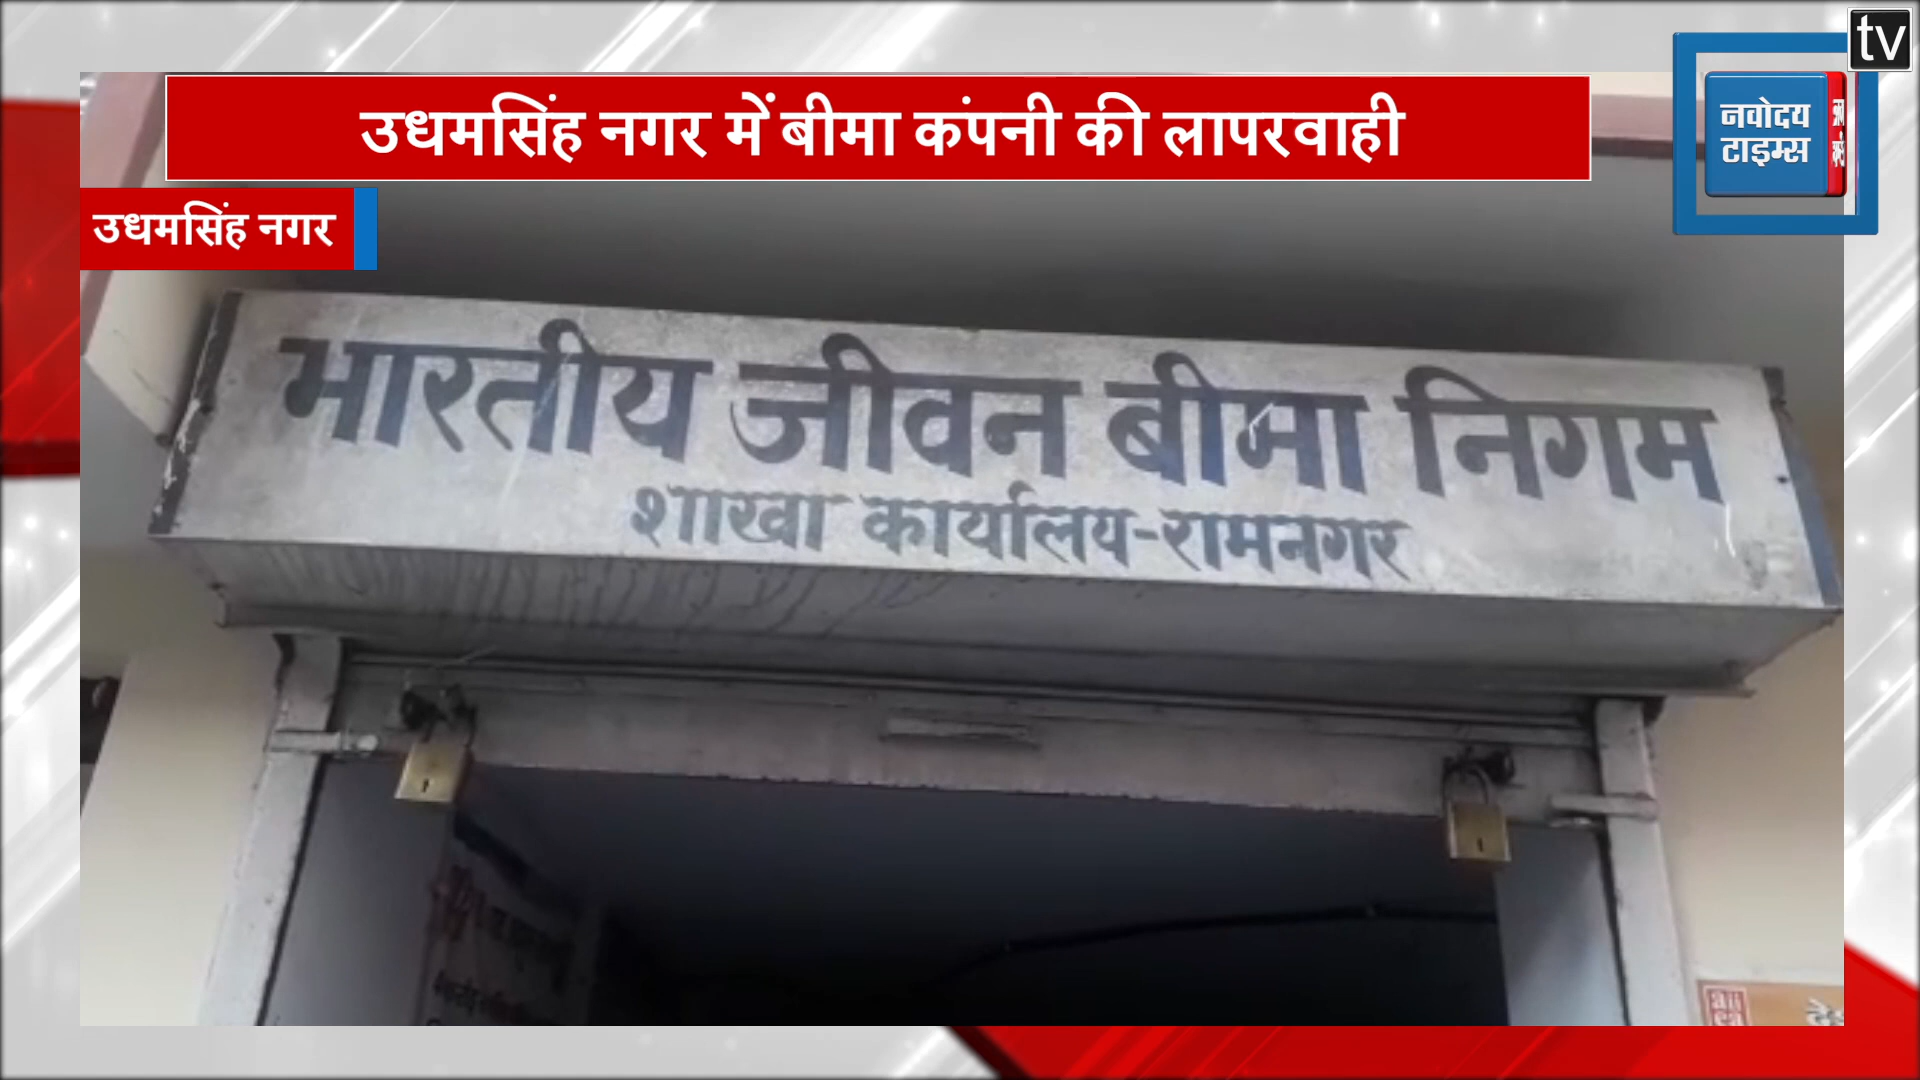 उधमसिंह नगर में बीमा कंपनी की लापरवाही
tv
नवोदय
टाइम्स
उधमसिंह नगर
भारतीय जीवन बीमा निगम
शाखा कार्यालय-रामनगर